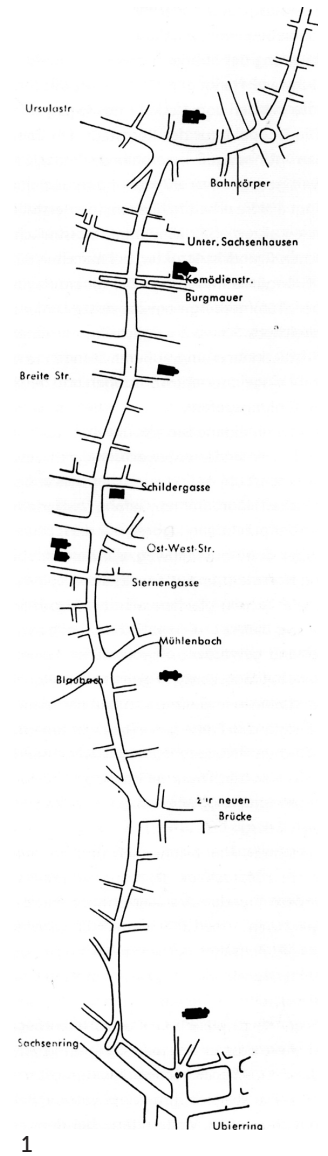 Ursulastr
Bahnkörper
Unter. Sachsenhausen
Komödienstr.
Burgmauer
Breite Str.
Schildergasse
Ost-West-Str.
Sternengasse
Mühlenbach
Blaubach
neuen
Brücke
Sachsenring
Ubierring
1